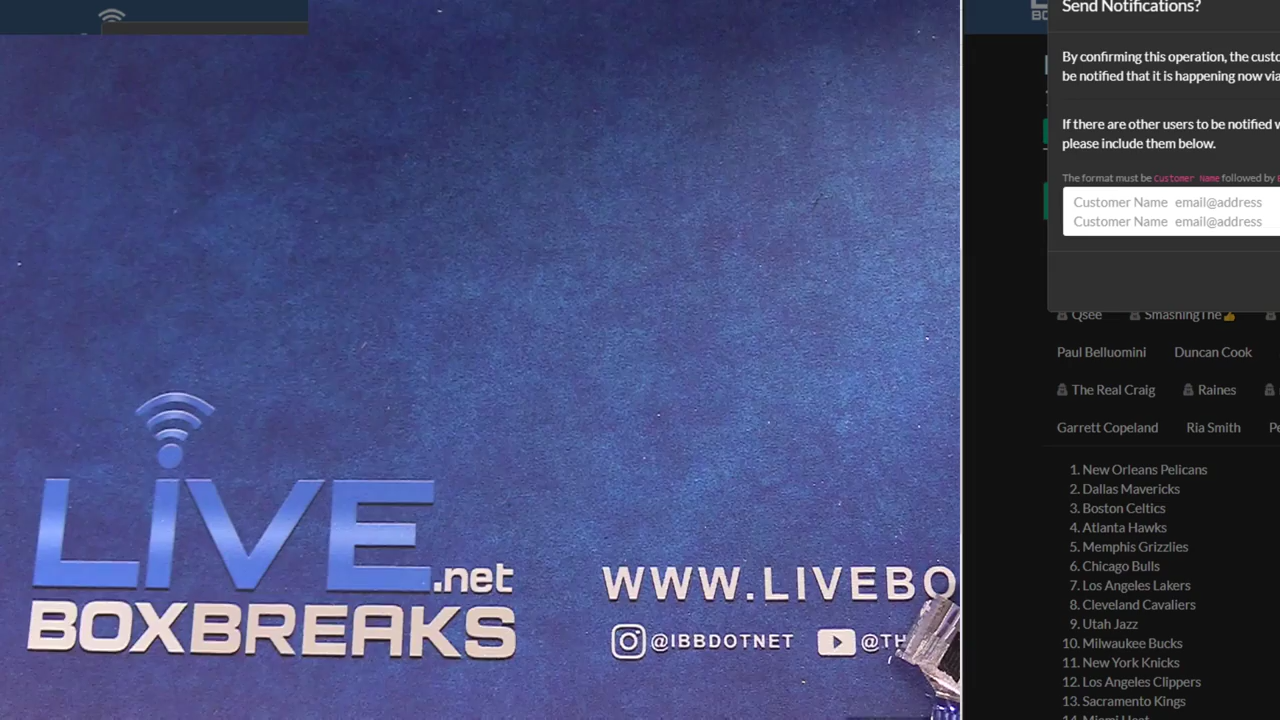 LiVE.net
BOXBREAKS
WWW.LIVEBO
@IBBDOTNET
@TH
Send Notifications?
By confirming this operation, the custo
be notified that it is happening now via
If there are other users to be notified w
please include them below.
The format must be Customer Name followed by
Customer Name email@address
Customer Name email@address
Qsee SmashingThe👍
Paul Belluomini Duncan Cook
The Real Craig Raines
Garrett Copeland Ria Smith Pe
1. New Orleans Pelicans
2. Dallas Mavericks
3. Boston Celtics
4. Atlanta Hawks
5. Memphis Grizzlies
6. Chicago Bulls
7. Los Angeles Lakers
8. Cleveland Cavaliers
9. Utah Jazz
10. Milwaukee Bucks
11. New York Knicks
12. Los Angeles Clippers
13. Sacramento Kings
14. Miami Heat